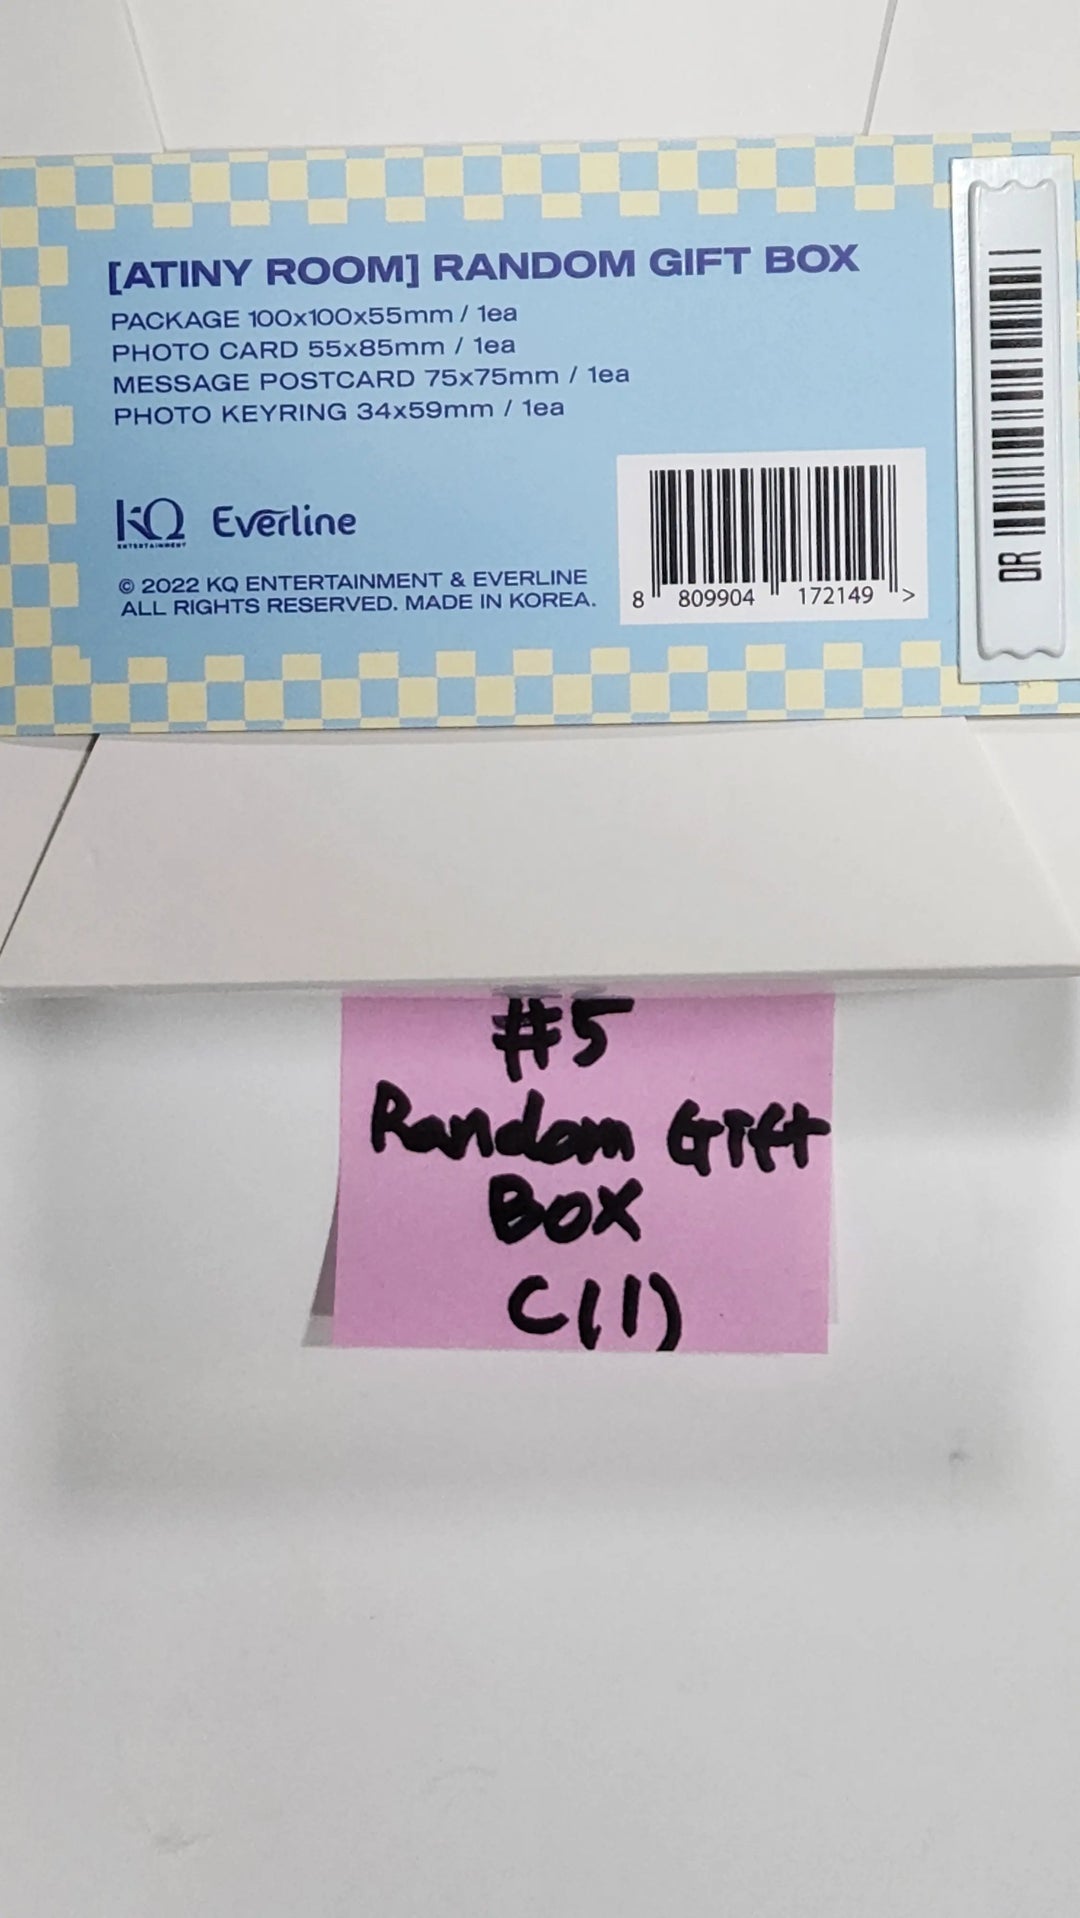 [ATINY ROOM] RANDOM GIFT BOX
PACKAGE 100x100x55mm / 1ea
PHOTO CARD 55x85mm / 1ea
MESSAGE POSTCARD 75x75mm / 1ea
PHOTO KEYRING 34x59mm / 1ea
KQ
ENTERTAINMENT
Everline
© 2022 KQ ENTERTAINMENT & EVERLINE
ALL RIGHTS RESERVED. MADE IN KOREA.
8 809904 172149 >
DR
#5
Random Gift
Box
C(1)